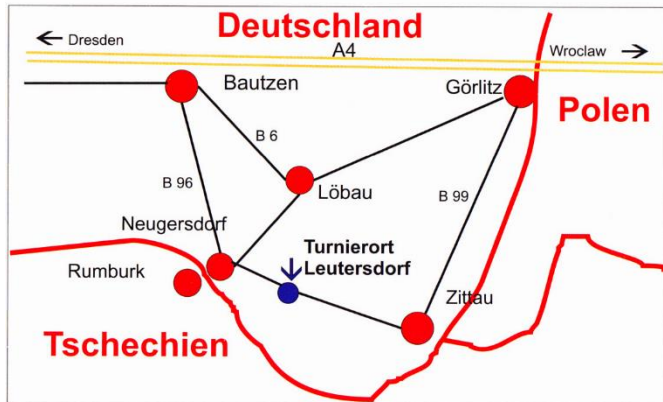 Deutschland
Dresden
A4
Wroclaw
Bautzen
Görlitz
Polen
B 6
Löbau
B 96
B 99
Neugersdorf
Turnierort
Leutersdorf
Rumburk
Zittau
Tschechien